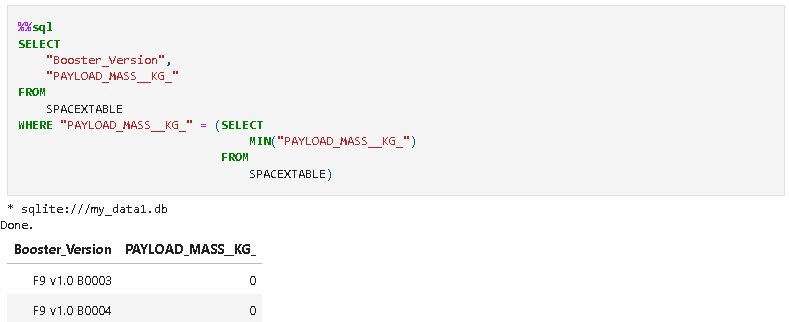 %%sql
SELECT
"Booster_Version",
"PAYLOAD_MASS__KG_"
FROM
SPACEXTABLE
WHERE "PAYLOAD_MASS__KG_" = (SELECT
MIN("PAYLOAD_MASS__KG_")
FROM
SPACEXTABLE)
* sqlite:///my_data1.db
Done.
Booster_Version PAYLOAD_MASS__KG_
F9 v1.0 B0003 0
F9 v1.0 B0004 0